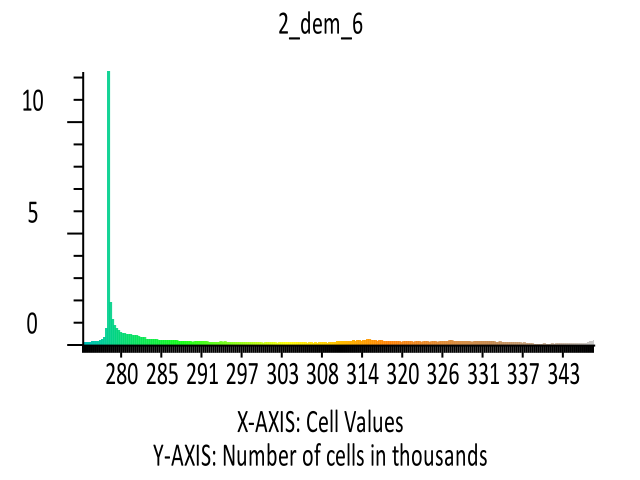 2_dem_6
10
5
0
280 285 291 297 303 308 314 320 326 331 337 343
X-AXIS: Cell Values
Y-AXIS: Number of cells in thousands